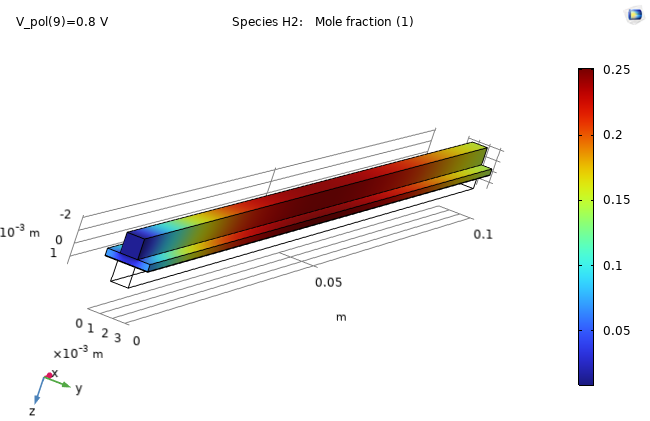 V_pol(9)=0.8 V
Species H2: Mole fraction (1)
0.25
0.2
0.15
0.1
0.05
-2
0
1
10⁻³ m
0.1
0.05
m
0
1
2
3
0
×10⁻³ m
x
y
z